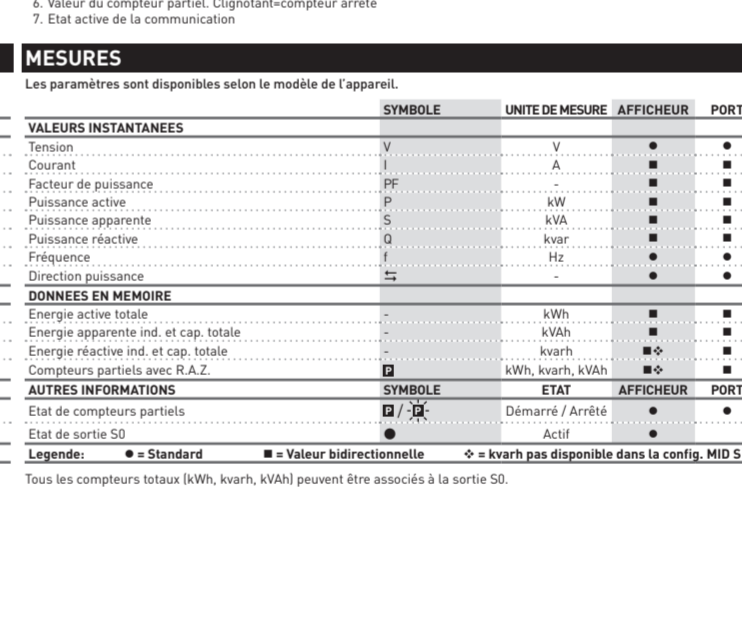 6. Valeur du compteur partiel. Clignotant=compteur arrêté
7. Etat active de la communication
MESURES
Les paramètres sont disponibles selon le modèle de l'appareil.
SYMBOLE UNITE DE MESURE AFFICHEUR PORT
VALEURS INSTANTANEES
Tension V V ● ●
Courant I A ■ ■
Facteur de puissance PF - ■ ■
Puissance active P kW ■ ■
Puissance apparente S kVA ■ ■
Puissance réactive Q kvar ■ ■
Fréquence f Hz ● ●
Direction puissance ⇆ - ● ●
DONNEES EN MEMOIRE
Energie active totale - kWh ■ ■
Energie apparente ind. et cap. totale - kVAh ■ ■
Energie réactive ind. et cap. totale - kvarh ■❖ ■
Compteurs partiels avec R.A.Z. P kWh, kvarh, kVAh ■❖ ■
AUTRES INFORMATIONS SYMBOLE ETAT AFFICHEUR PORT
Etat de compteurs partiels P / -P- Démarré / Arrêté ● ●
Etat de sortie S0 ● Actif ●
Legende: ● = Standard ■ = Valeur bidirectionnelle ❖ = kvarh pas disponible dans la config. MID S
Tous les compteurs totaux (kWh, kvarh, kVAh) peuvent être associés à la sortie S0.